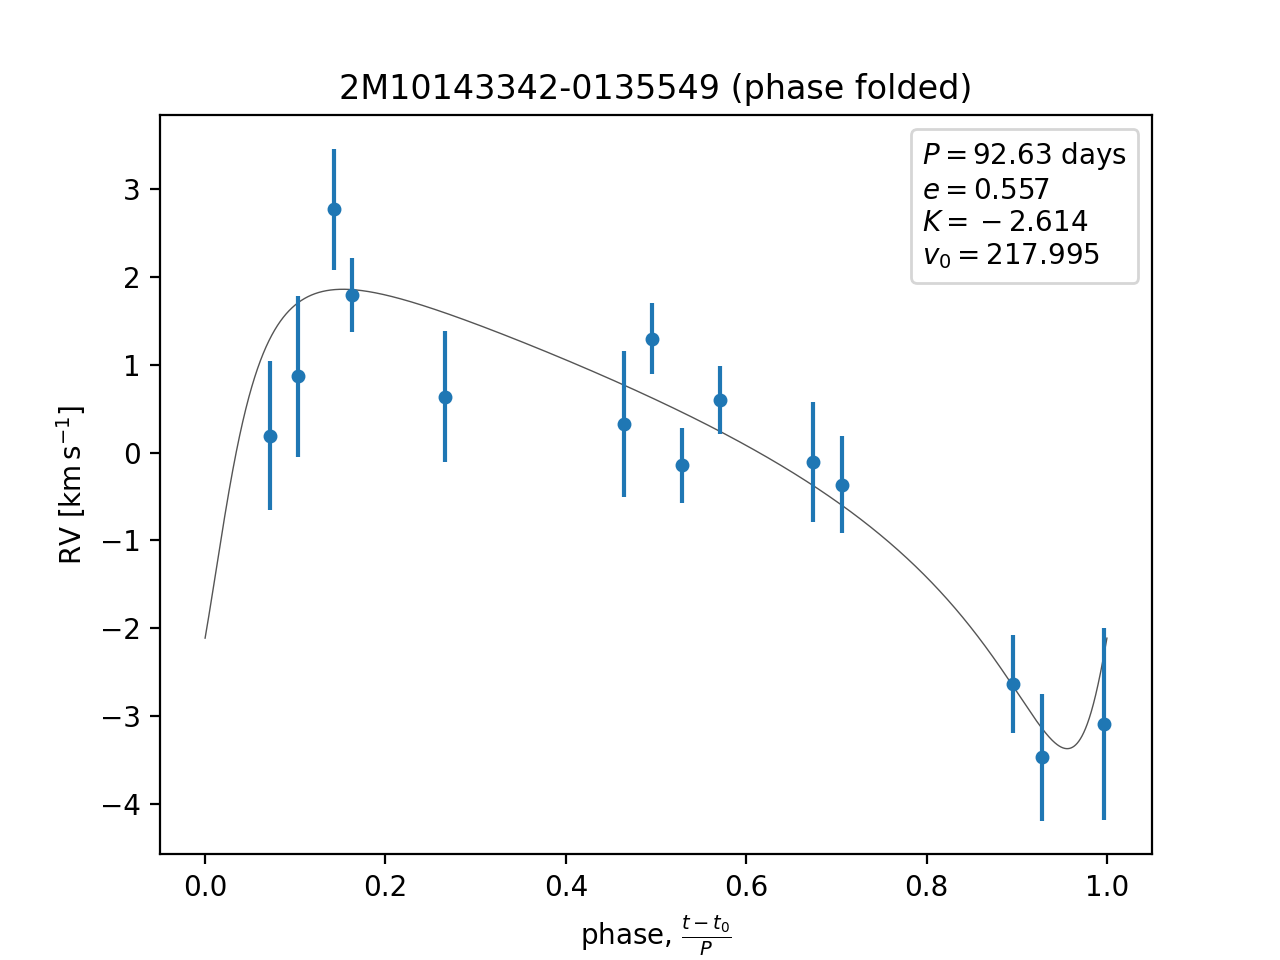 2M10143342-0135549 (phase folded)
P = 92.63 days
e = 0.557
K = −2.614
v₀ = 217.995
RV [km s⁻¹]
3
2
1
0
−1
−2
−3
−4
0.0 0.2 0.4 0.6 0.8 1.0
phase, (t − t₀)/P